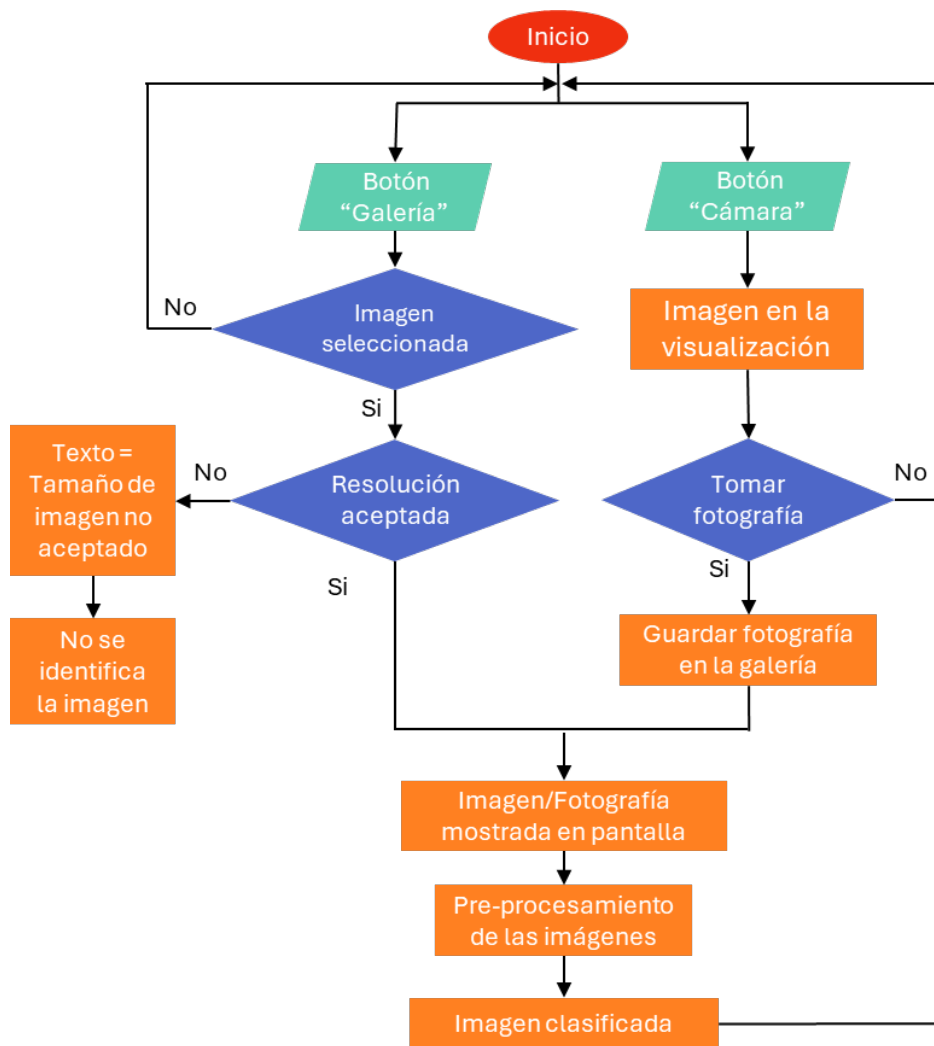 Inicio
Botón
“Galería”
Botón
“Cámara”
No
Imagen
seleccionada
Imagen en la
visualización
Si
Texto =
Tamaño de
imagen no
aceptado
No
Resolución
aceptada
Tomar
fotografía
No
Si
Si
No se
identifica
la imagen
Guardar fotografía
en la galería
Imagen/Fotografía
mostrada en pantalla
Pre-procesamiento
de las imágenes
Imagen clasificada